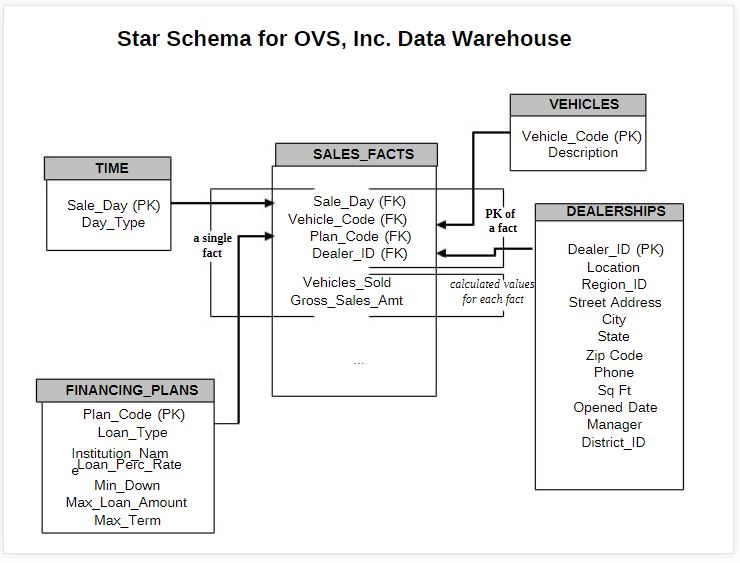 Star Schema for OVS, Inc. Data Warehouse
VEHICLES
Vehicle_Code (PK)
Description
SALES_FACTS
Sale_Day (FK)
Vehicle_Code (FK)
Plan_Code (FK)
Dealer_ID (FK)
Vehicles_Sold
Gross_Sales_Amt
...
TIME
Sale_Day (PK)
Day_Type
a single
fact
PK of
a fact
calculated values
for each fact
DEALERSHIPS
Dealer_ID (PK)
Location
Region_ID
Street Address
City
State
Zip Code
Phone
Sq Ft
Opened Date
Manager
District_ID
FINANCING_PLANS
Plan_Code (PK)
Loan_Type
Institution_Nam
e
Loan_Perc_Rate
Min_Down
Max_Loan_Amount
Max_Term